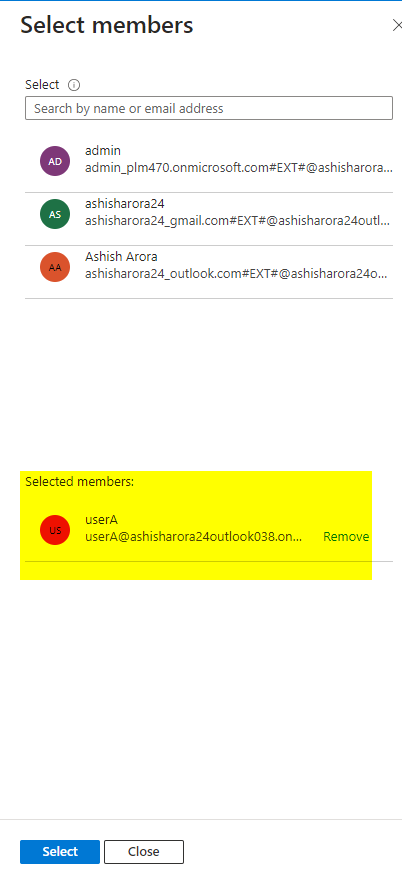 Select members
Select
Search by name or email address
AD
admin
admin_plm470.onmicrosoft.com#EXT#@ashisharora...
AS
ashisharora24
ashisharora24_gmail.com#EXT#@ashisharora24outl...
AA
Ashish Arora
ashisharora24_outlook.com#EXT#@ashisharora24o...
Selected members:
US
userA
userA@ashisharora24outlook038.on...
Remove
Select
Close